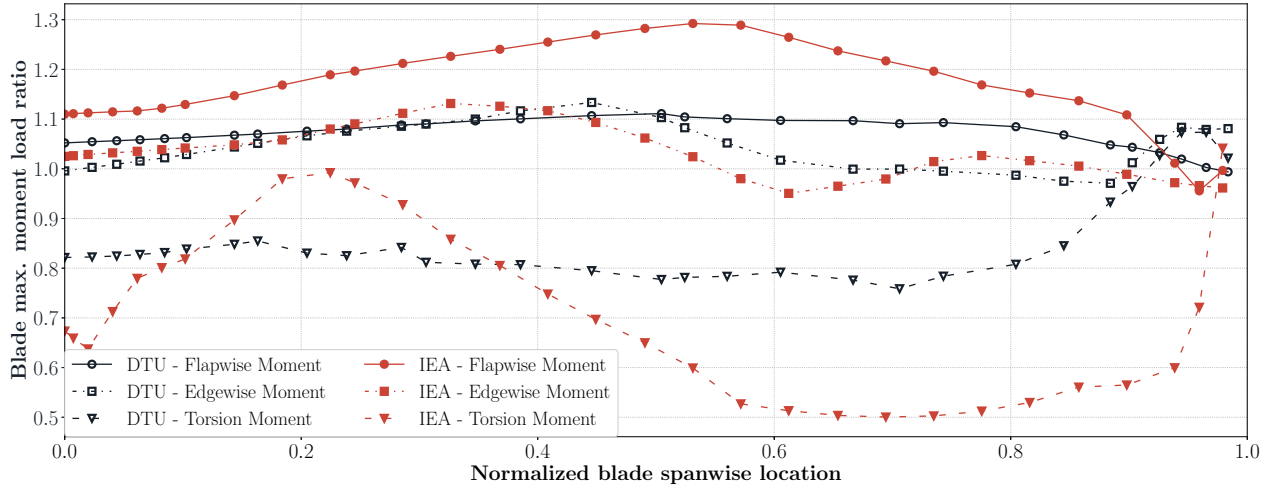 Blade max. moment load ratio
1.3
1.2
1.1
1.0
0.9
0.8
0.7
0.6
0.5
DTU - Flapwise Moment
DTU - Edgewise Moment
DTU - Torsion Moment
IEA - Flapwise Moment
IEA - Edgewise Moment
IEA - Torsion Moment
0.0 0.2 0.4 0.6 0.8 1.0
Normalized blade spanwise location